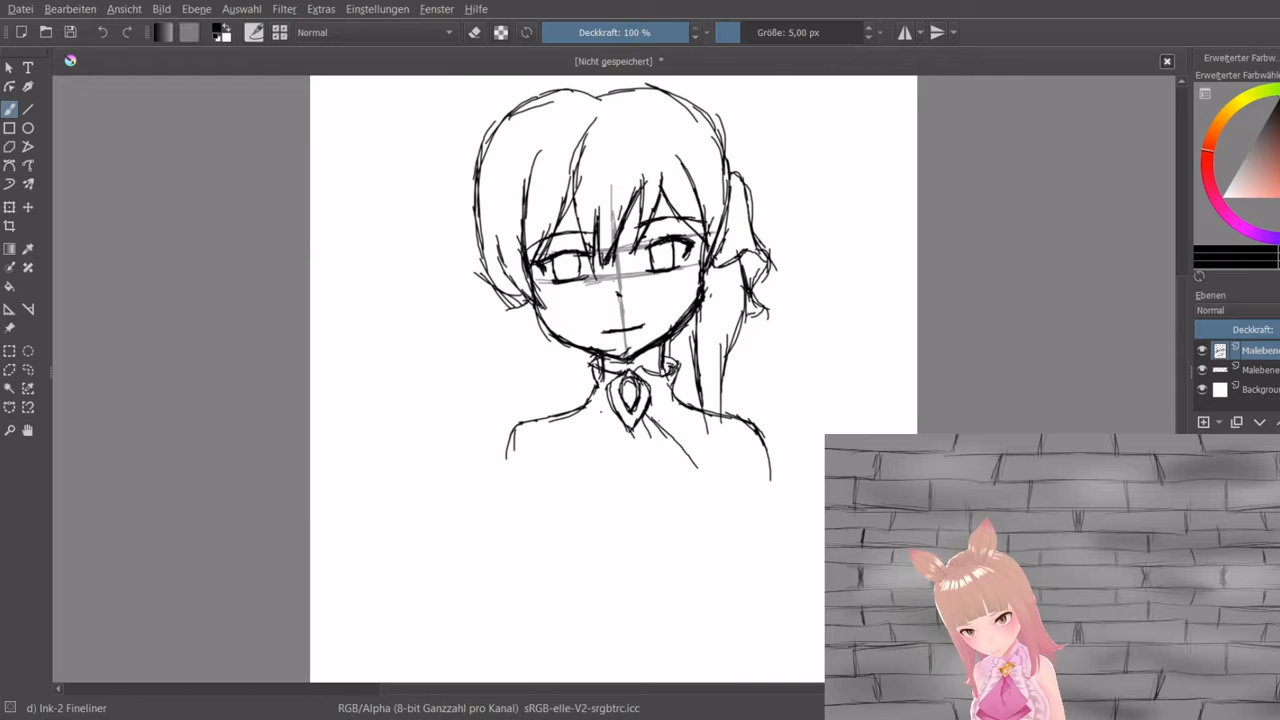 Datei Bearbeiten Ansicht Bild Ebene Auswahl Filter Extras Einstellungen Fenster Hilfe
Normal Deckkraft: 100 % Größe: 5,00 px
[Nicht gespeichert] *
Erweiterter Farbw...
Erweiterter Farbwähle
Ebenen
Normal
Deckkraft:
Malebene
Malebene
Backgroun
d) Ink-2 Fineliner RGB/Alpha (8-bit Ganzzahl pro Kanal) sRGB-elle-V2-srgbtrc.icc